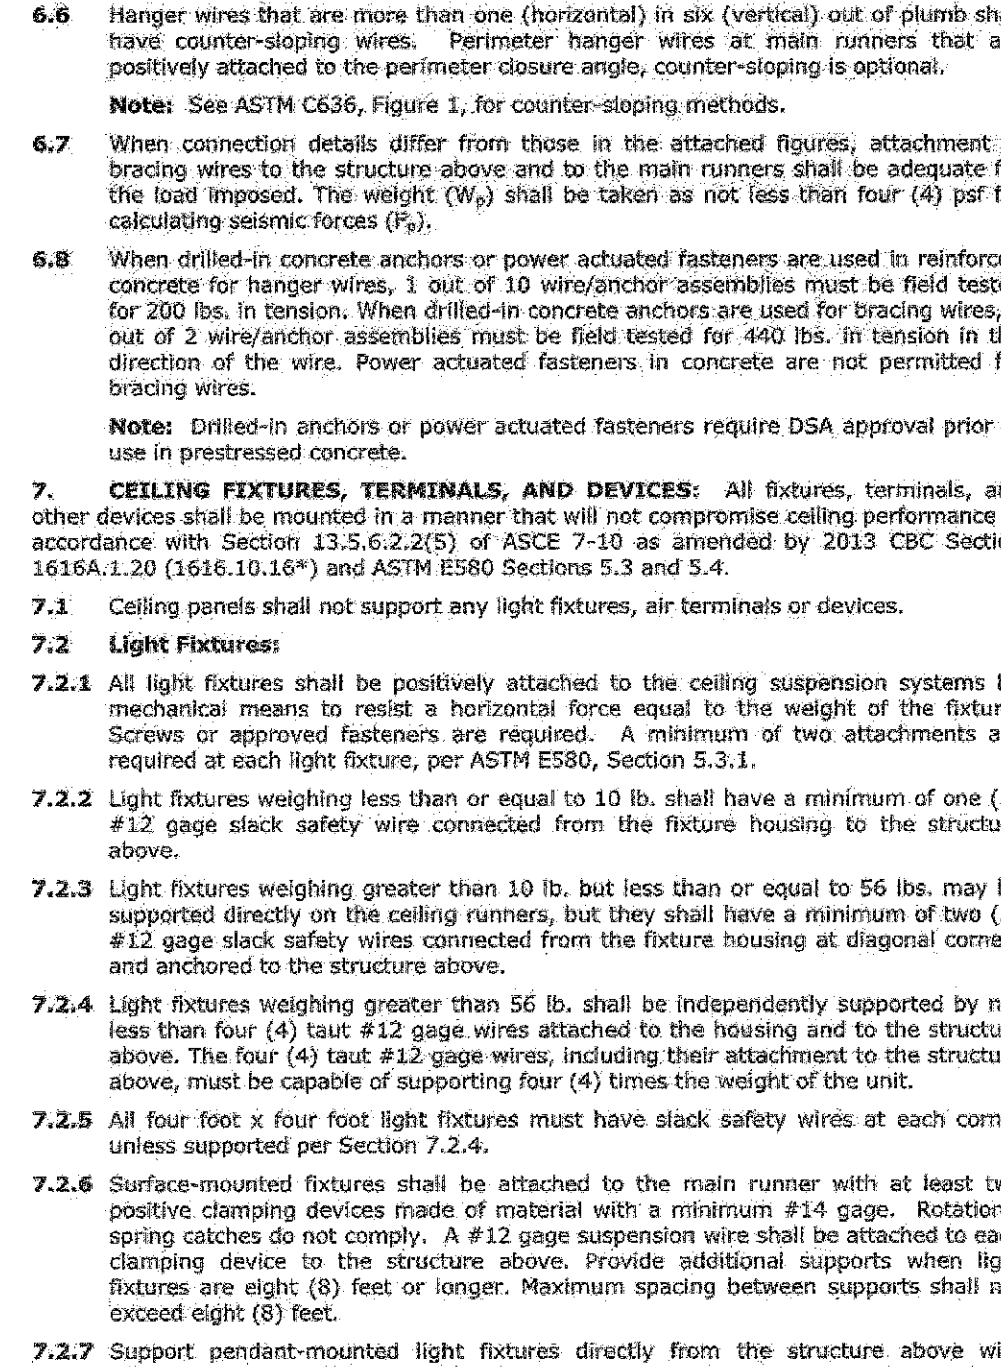 6.6 Hanger wires that are more than one (horizontal) in six (vertical) out of plumb sh
have counter-sloping wires. Perimeter hanger wires at main runners that a
positively attached to the perimeter closure angle, counter-sloping is optional.
Note: See ASTM C636, Figure 1, for counter-sloping methods.
6.7 When connection details differ from those in the attached figures, attachment
bracing wires to the structure above and to the main runners shall be adequate f
the load imposed. The weight (Wp) shall be taken as not less than four (4) psf f
calculating seismic forces (Fp).
6.8 When drilled-in concrete anchors or power actuated fasteners are used in reinforce
concrete for hanger wires, 1 out of 10 wire/anchor assemblies must be field teste
for 200 lbs. in tension. When drilled-in concrete anchors are used for bracing wires,
out of 2 wire/anchor assemblies must be field tested for 440 lbs. in tension in th
direction of the wire. Power actuated fasteners in concrete are not permitted f
bracing wires.
Note: Drilled-in anchors or power actuated fasteners require DSA approval prior
use in prestressed concrete.
7. CEILING FIXTURES, TERMINALS, AND DEVICES: All fixtures, terminals, an
other devices shall be mounted in a manner that will not compromise ceiling performance
accordance with Section 13.5.6.2.2(5) of ASCE 7-10 as amended by 2013 CBC Sectio
1616A.1.20 (1616.10.16*) and ASTM E580 Sections 5.3 and 5.4.
7.1 Ceiling panels shall not support any light fixtures, air terminals or devices.
7.2 Light Fixtures:
7.2.1 All light fixtures shall be positively attached to the ceiling suspension systems b
mechanical means to resist a horizontal force equal to the weight of the fixtur
Screws or approved fasteners are required. A minimum of two attachments a
required at each light fixture, per ASTM E580, Section 5.3.1.
7.2.2 Light fixtures weighing less than or equal to 10 lb. shall have a minimum of one (
#12 gage slack safety wire connected from the fixture housing to the structu
above.
7.2.3 Light fixtures weighing greater than 10 lb. but less than or equal to 56 lbs. may b
supported directly on the ceiling runners, but they shall have a minimum of two (
#12 gage slack safety wires connected from the fixture housing at diagonal corne
and anchored to the structure above.
7.2.4 Light fixtures weighing greater than 56 lb. shall be independently supported by n
less than four (4) taut #12 gage wires attached to the housing and to the structu
above. The four (4) taut #12 gage wires, including their attachment to the structu
above, must be capable of supporting four (4) times the weight of the unit.
7.2.5 All four foot x four foot light fixtures must have slack safety wires at each corn
unless supported per Section 7.2.4.
7.2.6 Surface-mounted fixtures shall be attached to the main runner with at least tw
positive clamping devices made of material with a minimum #14 gage. Rotation
spring catches do not comply. A #12 gage suspension wire shall be attached to ea
clamping device to the structure above. Provide additional supports when lig
fixtures are eight (8) feet or longer. Maximum spacing between supports shall n
exceed eight (8) feet.
7.2.7 Support pendant-mounted light fixtures directly from the structure above wi